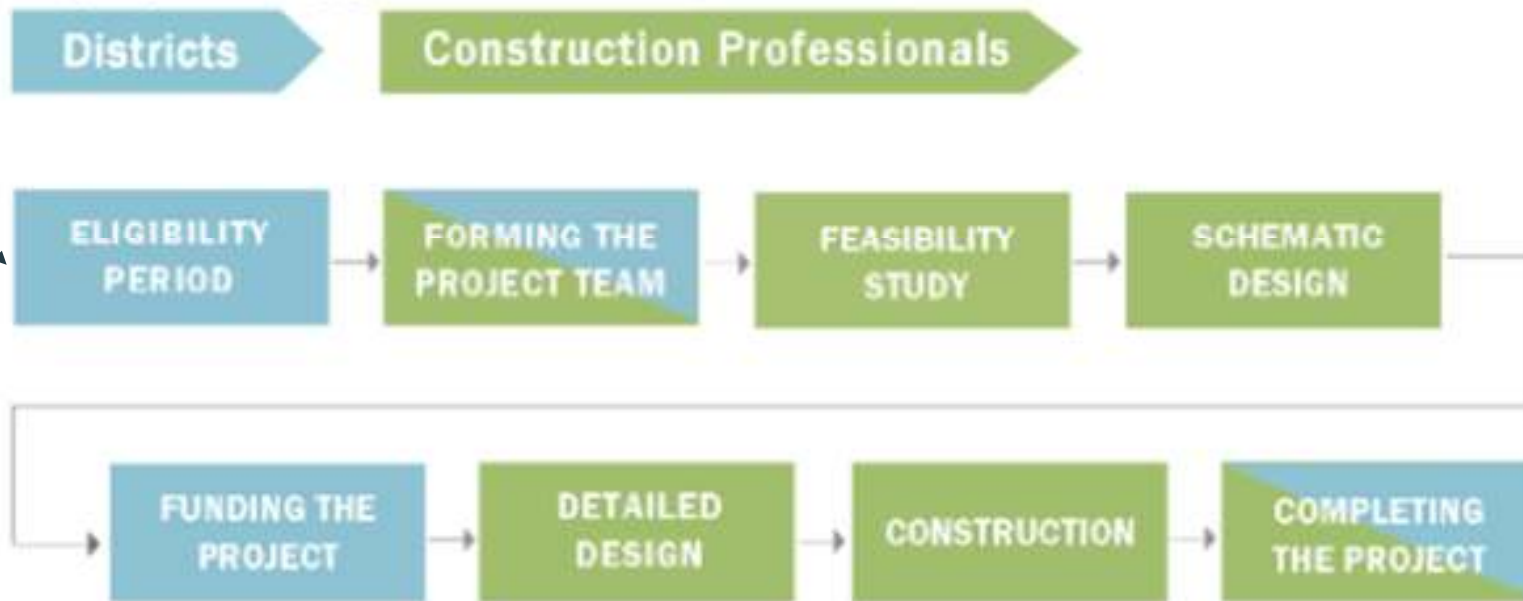 Districts
Construction Professionals
ELIGIBILITY
PERIOD
FORMING THE
PROJECT TEAM
FEASIBILITY
STUDY
SCHEMATIC
DESIGN
FUNDING THE
PROJECT
DETAILED
DESIGN
CONSTRUCTION
COMPLETING
THE PROJECT